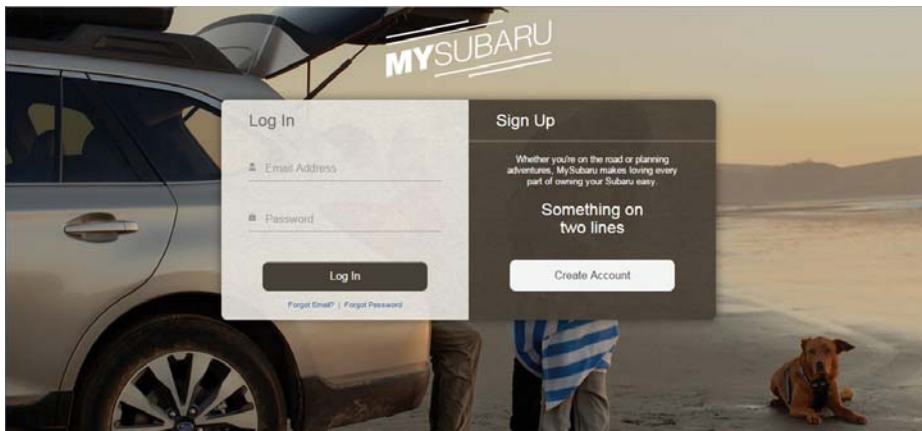 MYSUBARU
Log In
Email Address
Password
Log In
Forgot Email? | Forgot Password
Sign Up
Whether you're on the road or planning
adventures, MySubaru makes loving every
part of owning your Subaru easy.
Something on
two lines
Create Account